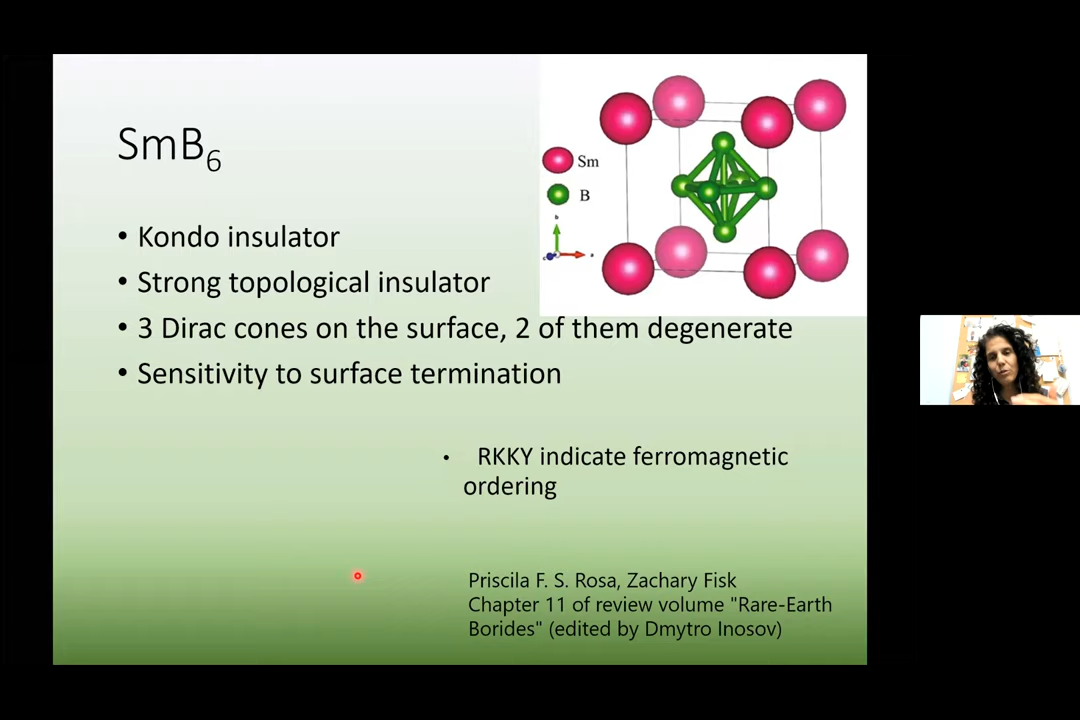 SmB6
Sm
B
b
c
a
• Kondo insulator
• Strong topological insulator
• 3 Dirac cones on the surface, 2 of them degenerate
• Sensitivity to surface termination
• RKKY indicate ferromagnetic
ordering
Priscila F. S. Rosa, Zachary Fisk
Chapter 11 of review volume "Rare-Earth
Borides" (edited by Dmytro Inosov)